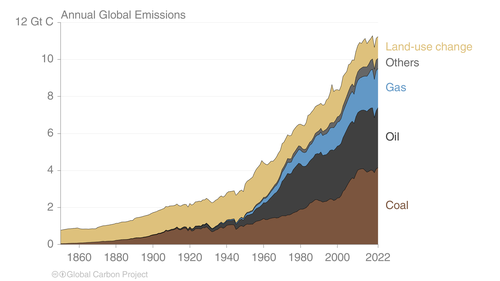 Annual Global Emissions
12 Gt C
10
8
6
4
2
0
1860
1880
1900
1920
1940
1960
1980
2000
2022
Land-use change
Others
Gas
Oil
Coal
Global Carbon Project